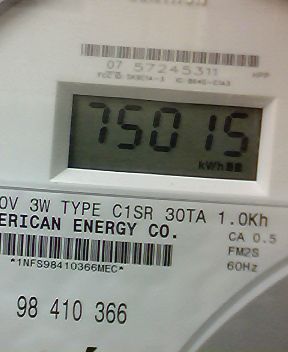 07 57245311 HPP
75015
kWh
0V 3W TYPE C1SR 30TA 1.0Kh
ERICAN ENERGY CO. CA 0.5
FM2S
*1NFS98410366MEC* 60Hz
98 410 366